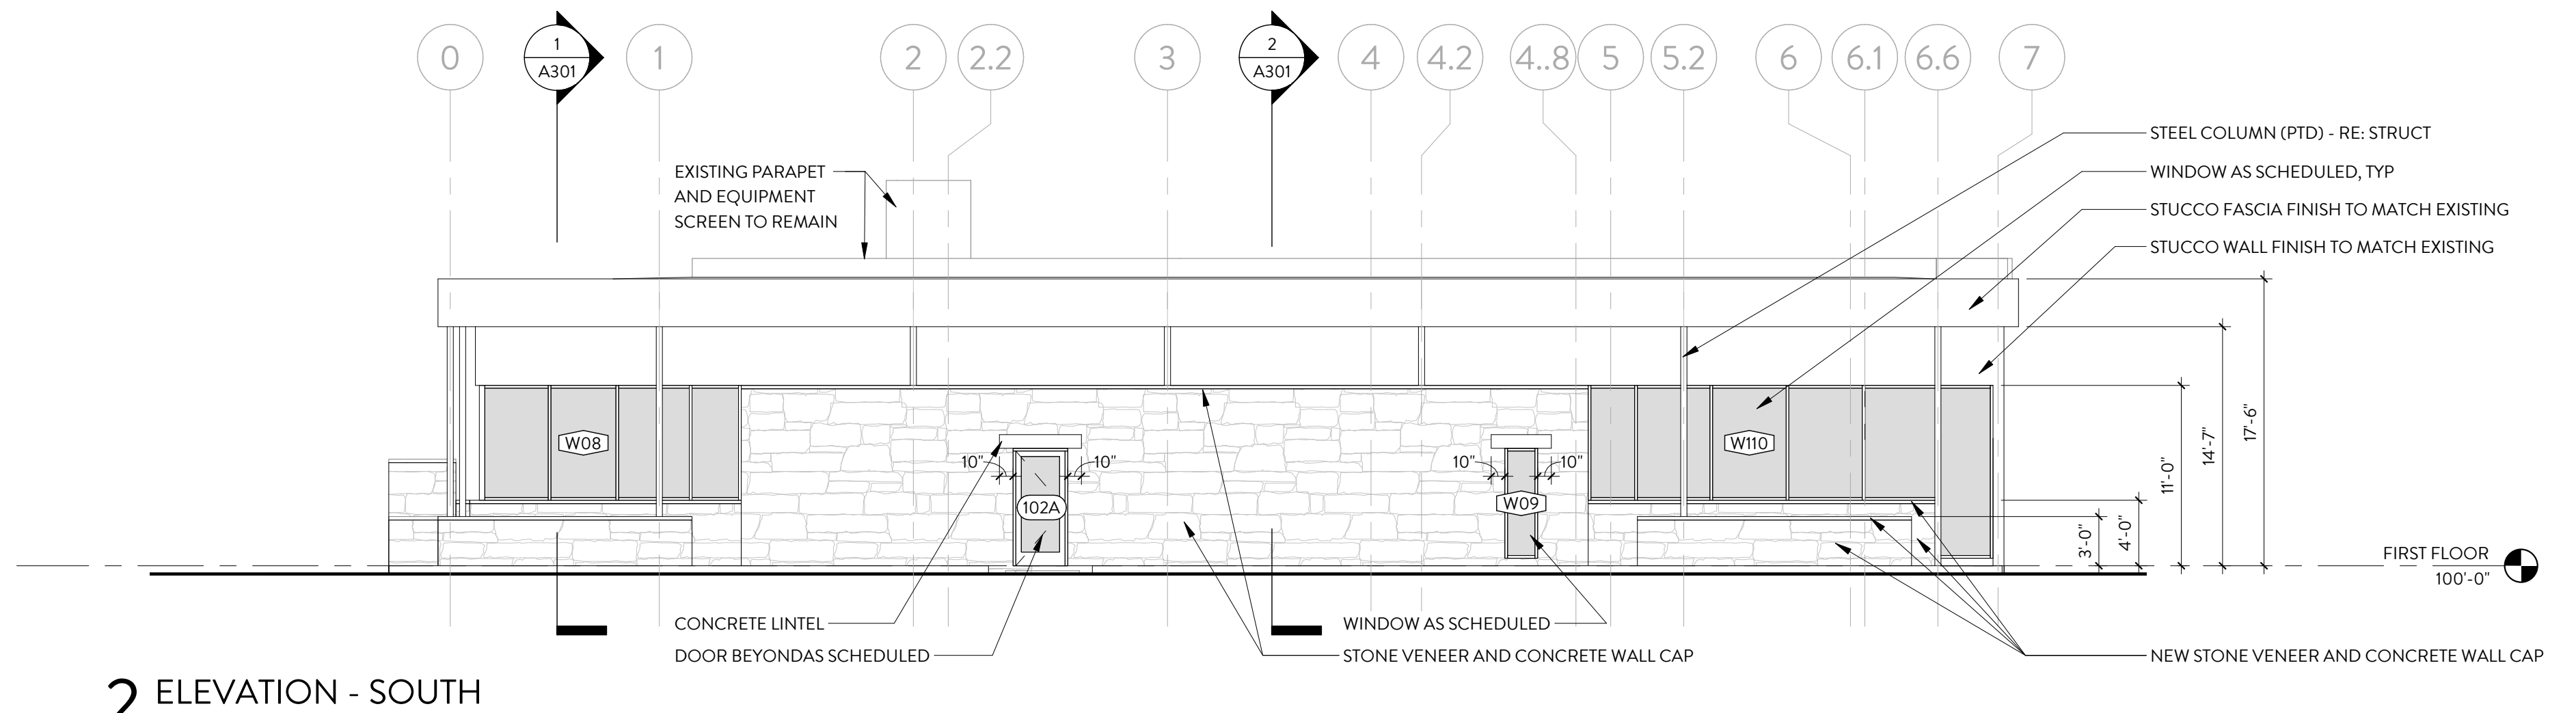 0
1
A301
1
2
2.2
3
2
A301
4
4.2
4..8
5
5.2
6
6.1
6.6
7
STEEL COLUMN (PTD) - RE: STRUCT
EXISTING PARAPET
AND EQUIPMENT
SCREEN TO REMAIN
WINDOW AS SCHEDULED, TYP
STUCCO FASCIA FINISH TO MATCH EXISTING
STUCCO WALL FINISH TO MATCH EXISTING
W08
10"
10"
102A
10"
10"
W09
W110
3'-0"
4'-0"
11'-0"
14'-7"
17'-6"
FIRST FLOOR
100'-0"
CONCRETE LINTEL
WINDOW AS SCHEDULED
DOOR BEYONDAS SCHEDULED
STONE VENEER AND CONCRETE WALL CAP
NEW STONE VENEER AND CONCRETE WALL CAP
2
ELEVATION - SOUTH